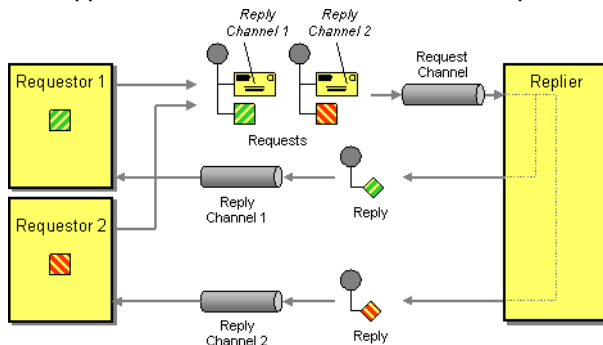 Reply
Channel 1
Reply
Channel 2
Request
Channel
Requestor 1
Replier
Requests
Reply
Channel 1
Reply
Requestor 2
Reply
Channel 2
Reply